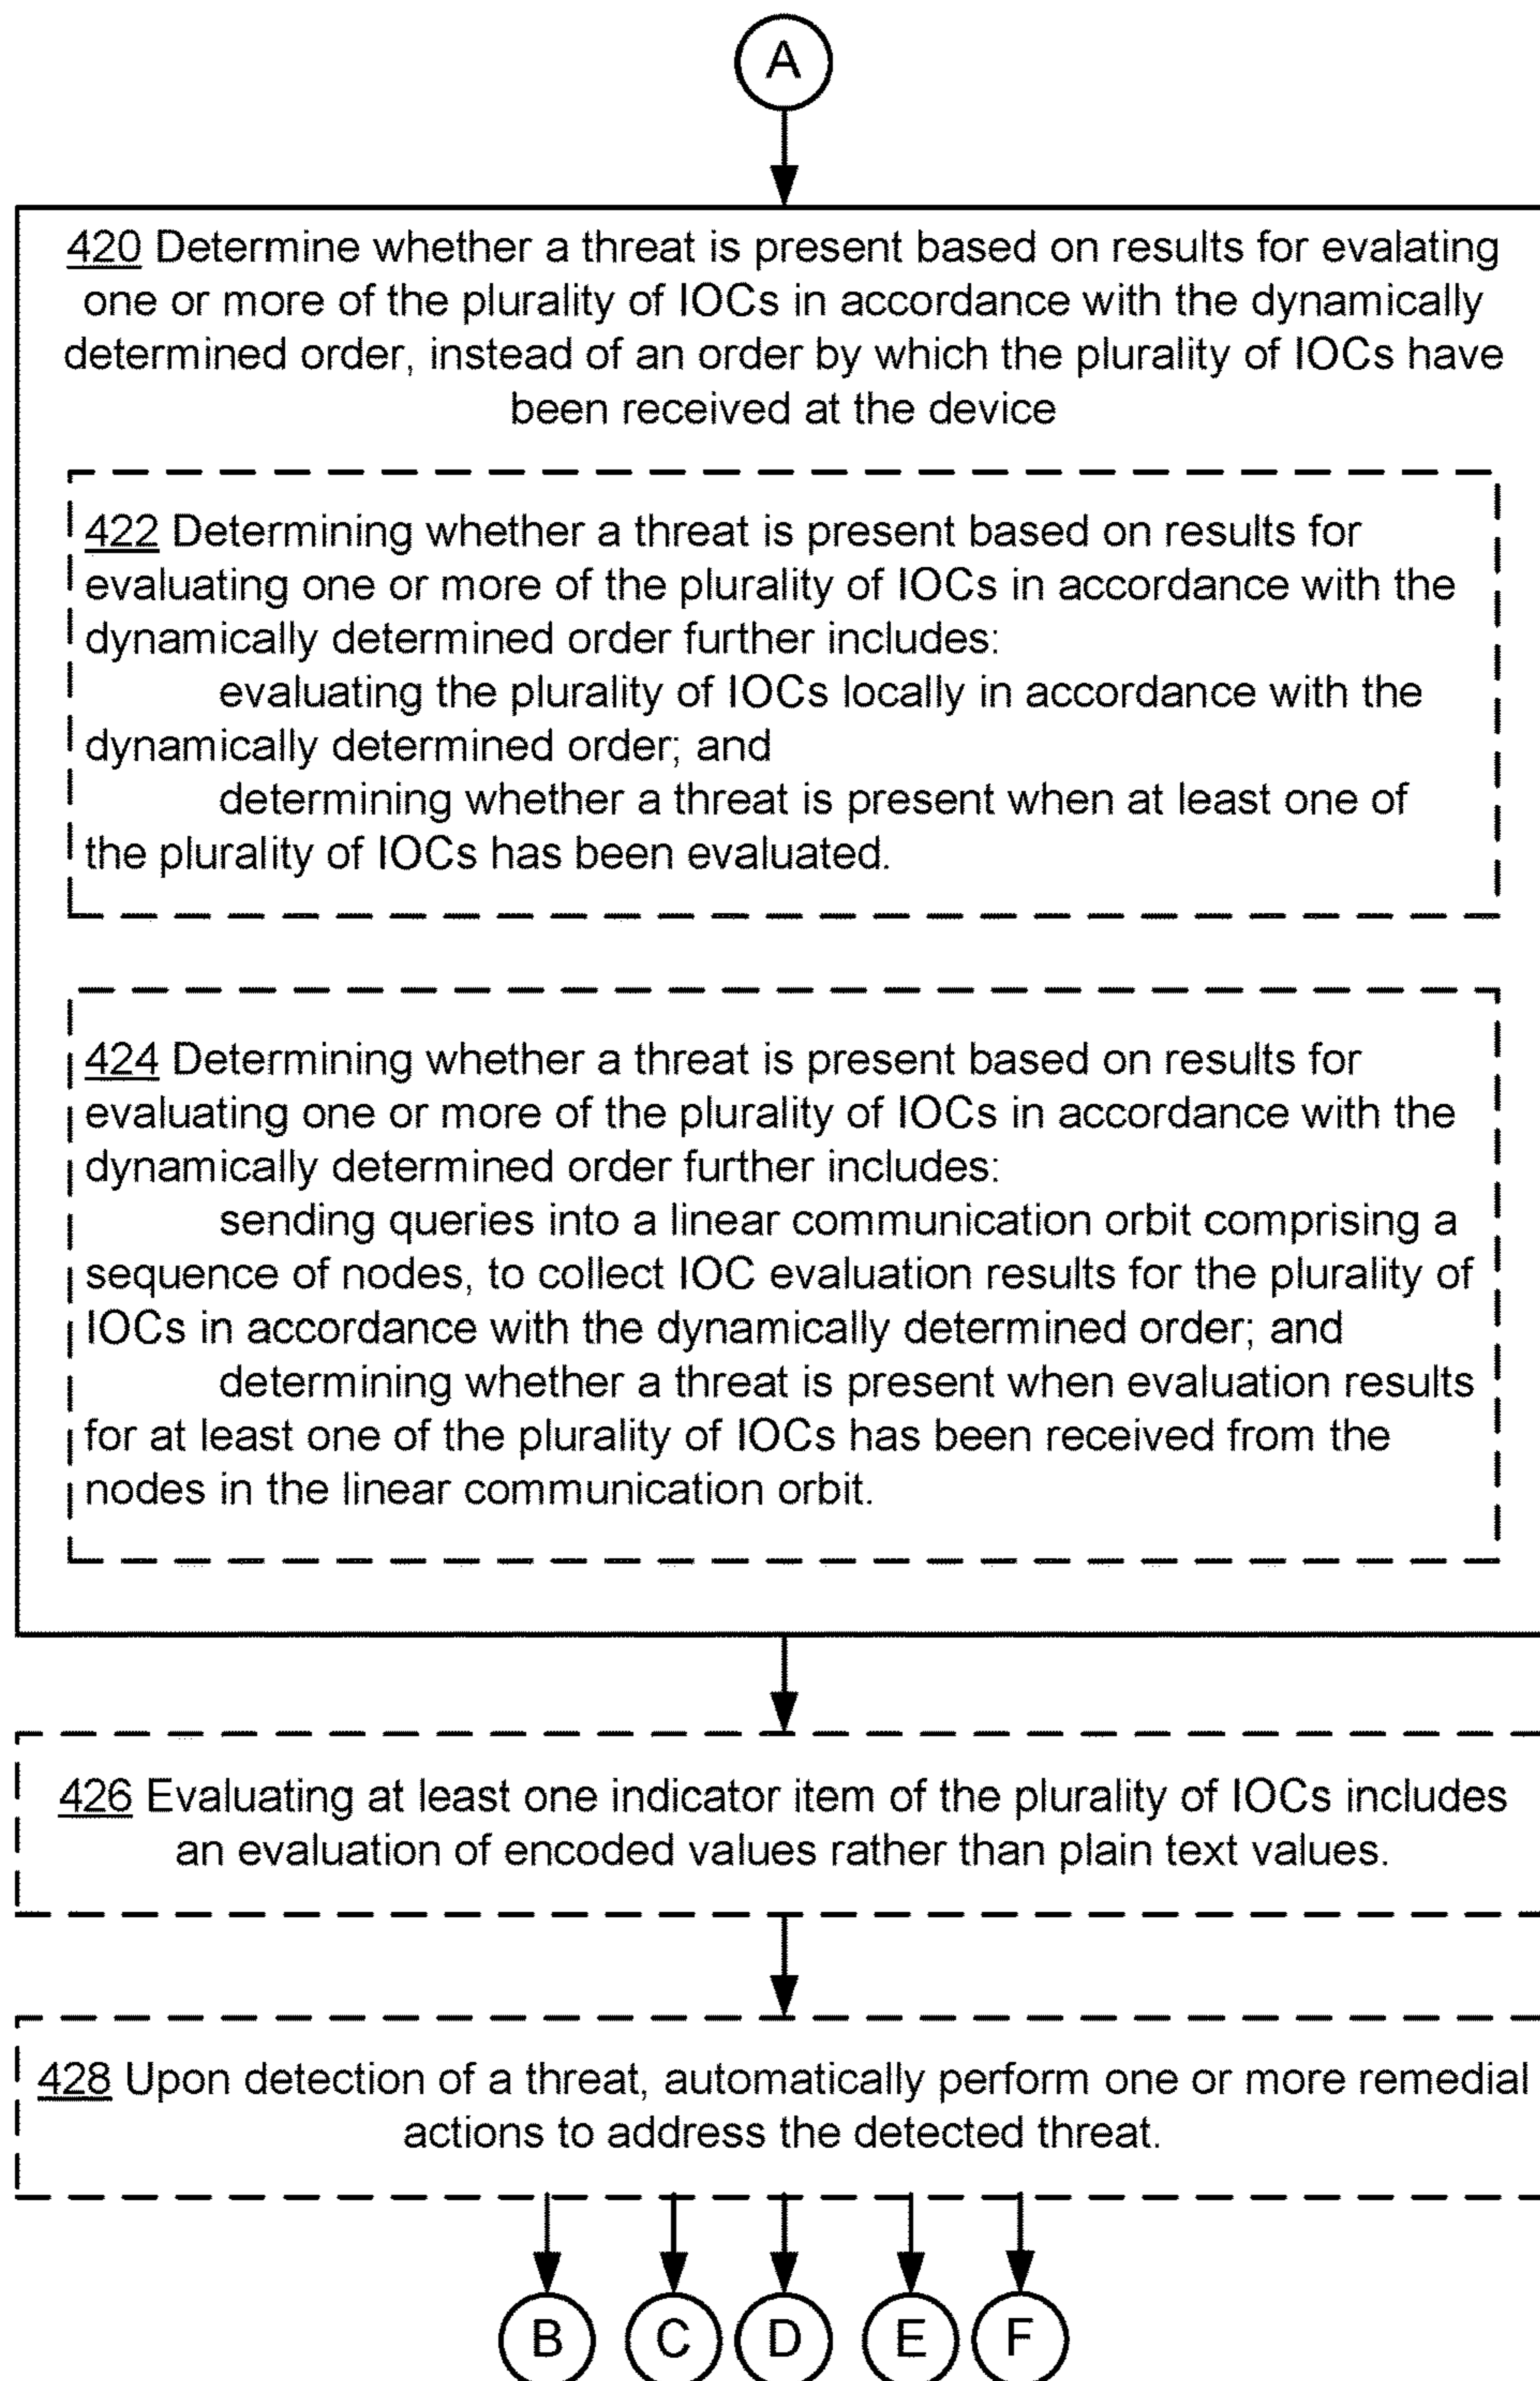 A
420 Determine whether a threat is present based on results for evalating
one or more of the plurality of IOCs in accordance with the dynamically
determined order, instead of an order by which the plurality of IOCs have
been received at the device
422 Determining whether a threat is present based on results for
evaluating one or more of the plurality of IOCs in accordance with the
dynamically determined order further includes:
evaluating the plurality of IOCs locally in accordance with the
dynamically determined order; and
determining whether a threat is present when at least one of
the plurality of IOCs has been evaluated.
424 Determining whether a threat is present based on results for
evaluating one or more of the plurality of IOCs in accordance with the
dynamically determined order further includes:
sending queries into a linear communication orbit comprising a
sequence of nodes, to collect IOC evaluation results for the plurality of
IOCs in accordance with the dynamically determined order; and
determining whether a threat is present when evaluation results
for at least one of the plurality of IOCs has been received from the
nodes in the linear communication orbit.
426 Evaluating at least one indicator item of the plurality of IOCs includes
an evaluation of encoded values rather than plain text values.
428 Upon detection of a threat, automatically perform one or more remedial
actions to address the detected threat.
B C D E F